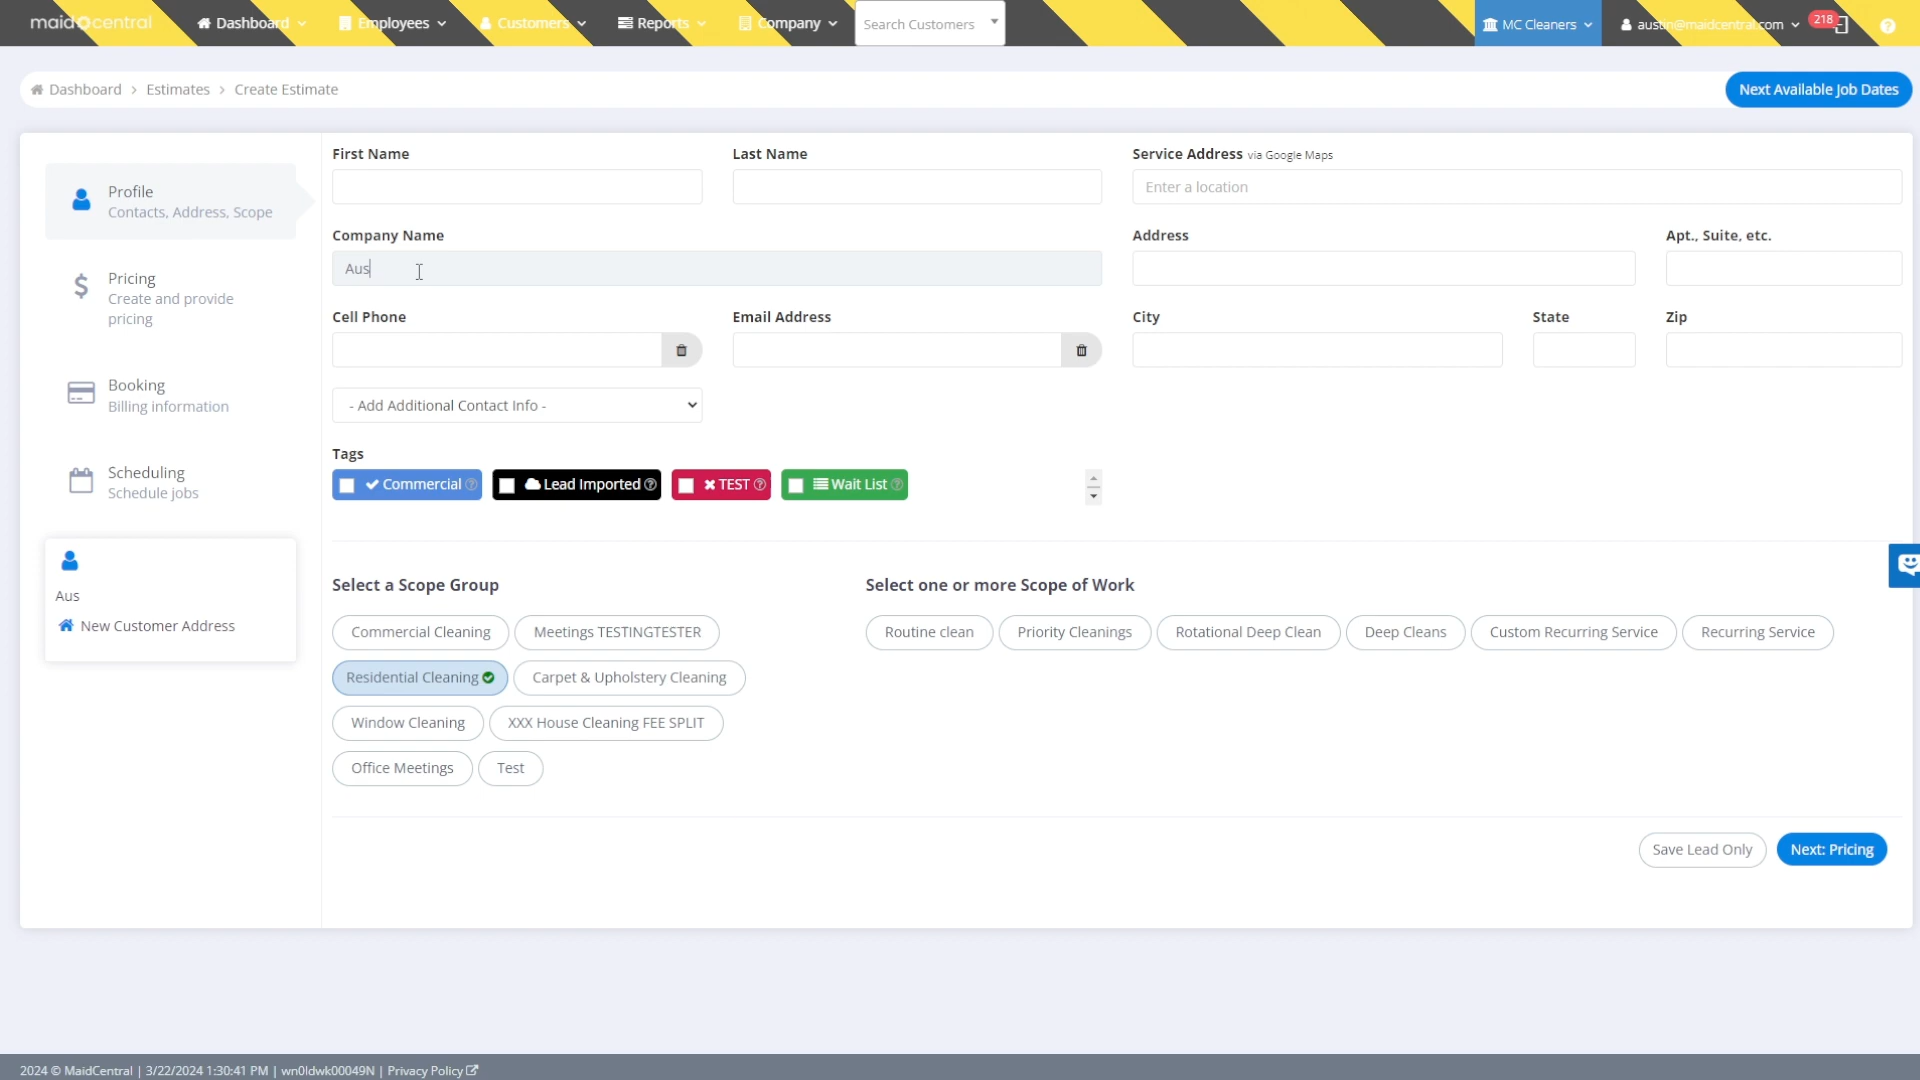 maidcentral Dashboard Employees Customers Reports Company Search Customers MC Cleaners austin@maidcentral.com 218
Dashboard > Estimates > Create Estimate Next Available Job Dates
Profile
Contacts, Address, Scope
Pricing
Create and provide
pricing
Booking
Billing information
Scheduling
Schedule jobs
Aus
New Customer Address
First Name Last Name Service Address via Google Maps
Enter a location
Company Name Address Apt., Suite, etc.
Aus
Cell Phone Email Address City State Zip
- Add Additional Contact Info -
Tags
Commercial Lead Imported TEST Wait List
Select a Scope Group Select one or more Scope of Work
Commercial Cleaning Meetings TESTINGTESTER Routine clean Priority Cleanings Rotational Deep Clean Deep Cleans Custom Recurring Service Recurring Service
Residential Cleaning Carpet & Upholstery Cleaning
Window Cleaning XXX House Cleaning FEE SPLIT
Office Meetings Test
Save Lead Only Next: Pricing
2024 © MaidCentral | 3/22/2024 1:30:41 PM | wn0ldwk00049N | Privacy Policy